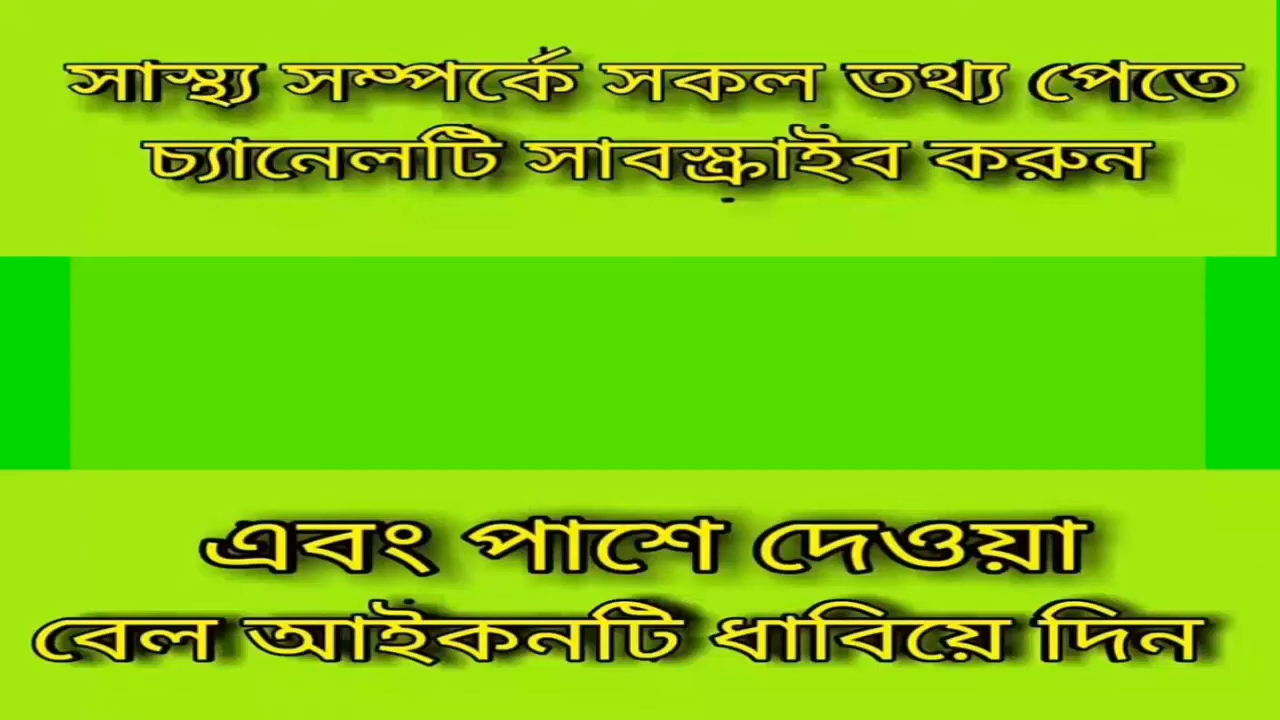 সাস্থ্য সম্পর্কে সকল তথ্য পেতে
চ্যানেলটি সাবস্ক্রাইব করুন
এবং পাশে দেওয়া
বেল আইকনটি ধাবিয়ে দিন